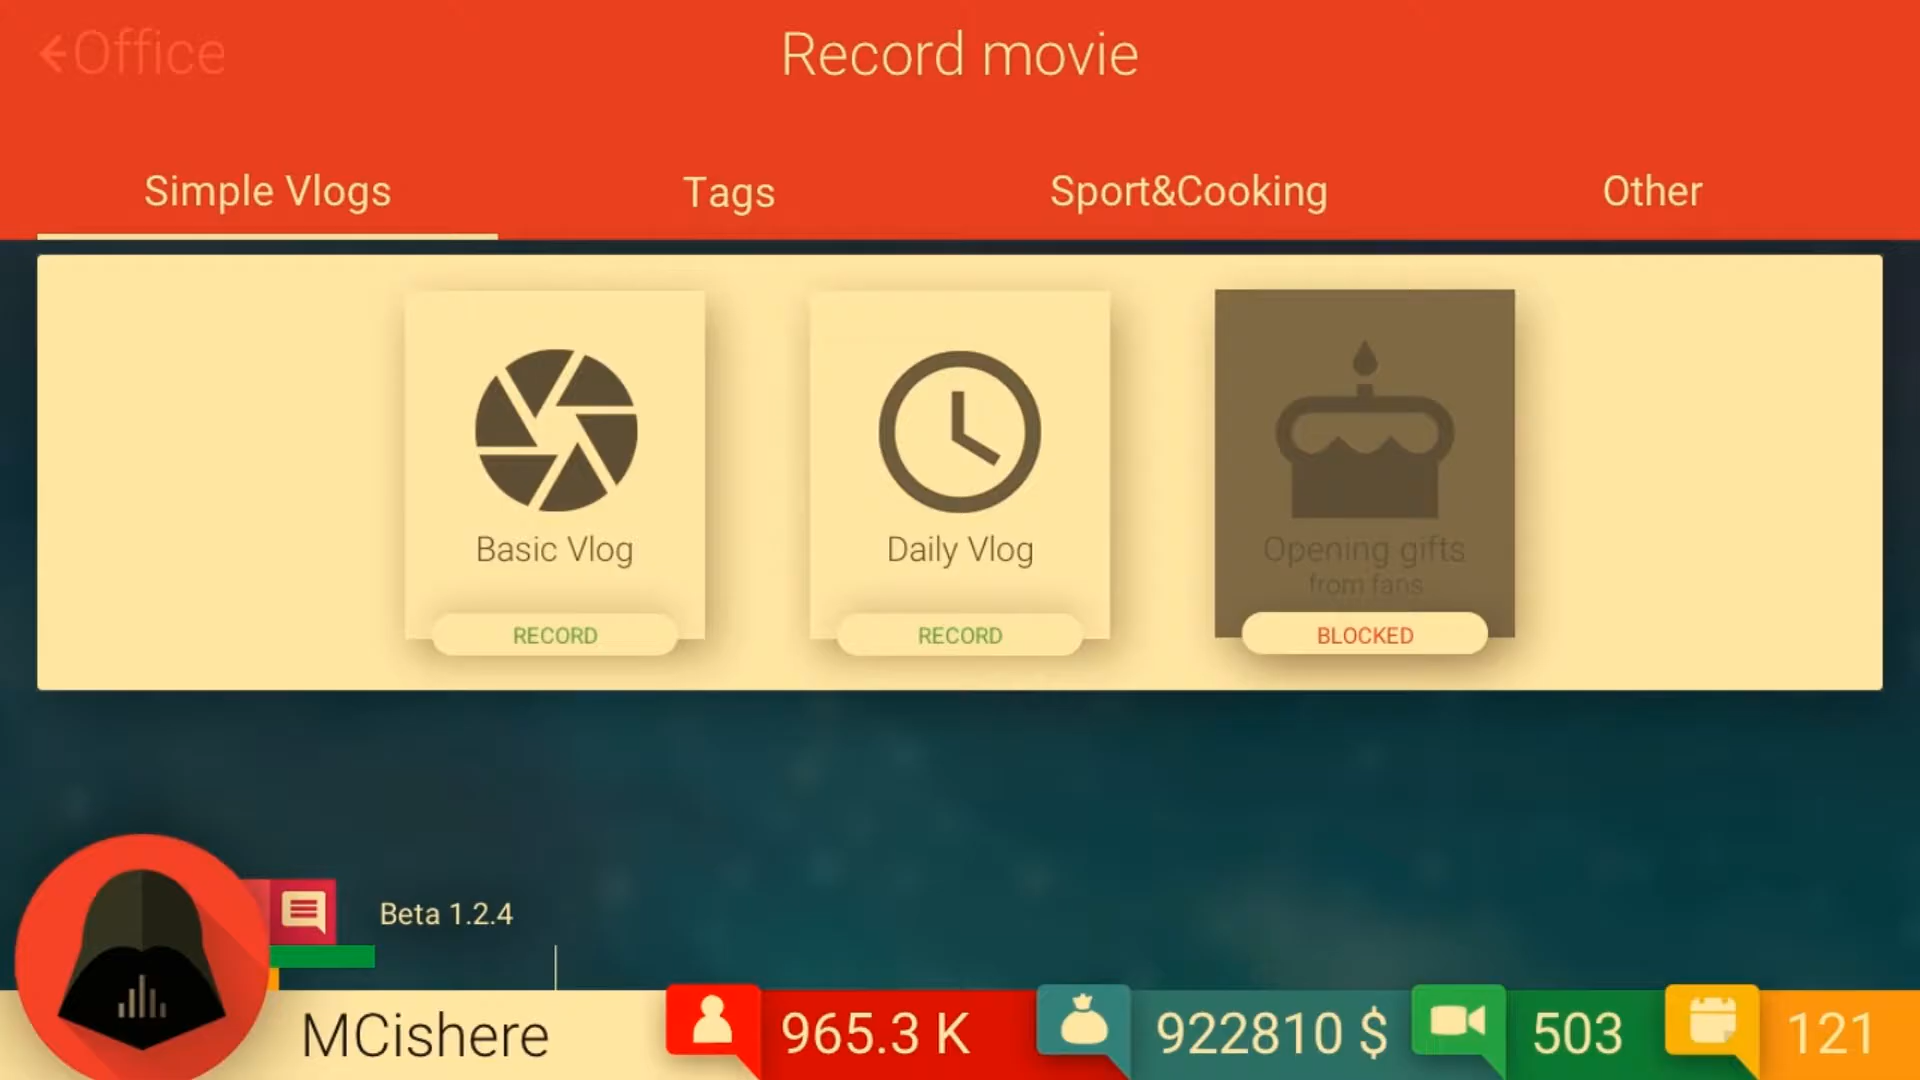 Office
Record movie
Simple Vlogs
Tags
Sport&Cooking
Other
Basic Vlog
RECORD
Daily Vlog
RECORD
Opening gifts
from fans
BLOCKED
Beta 1.2.4
MCishere
965.3 K
922810 $
503
121